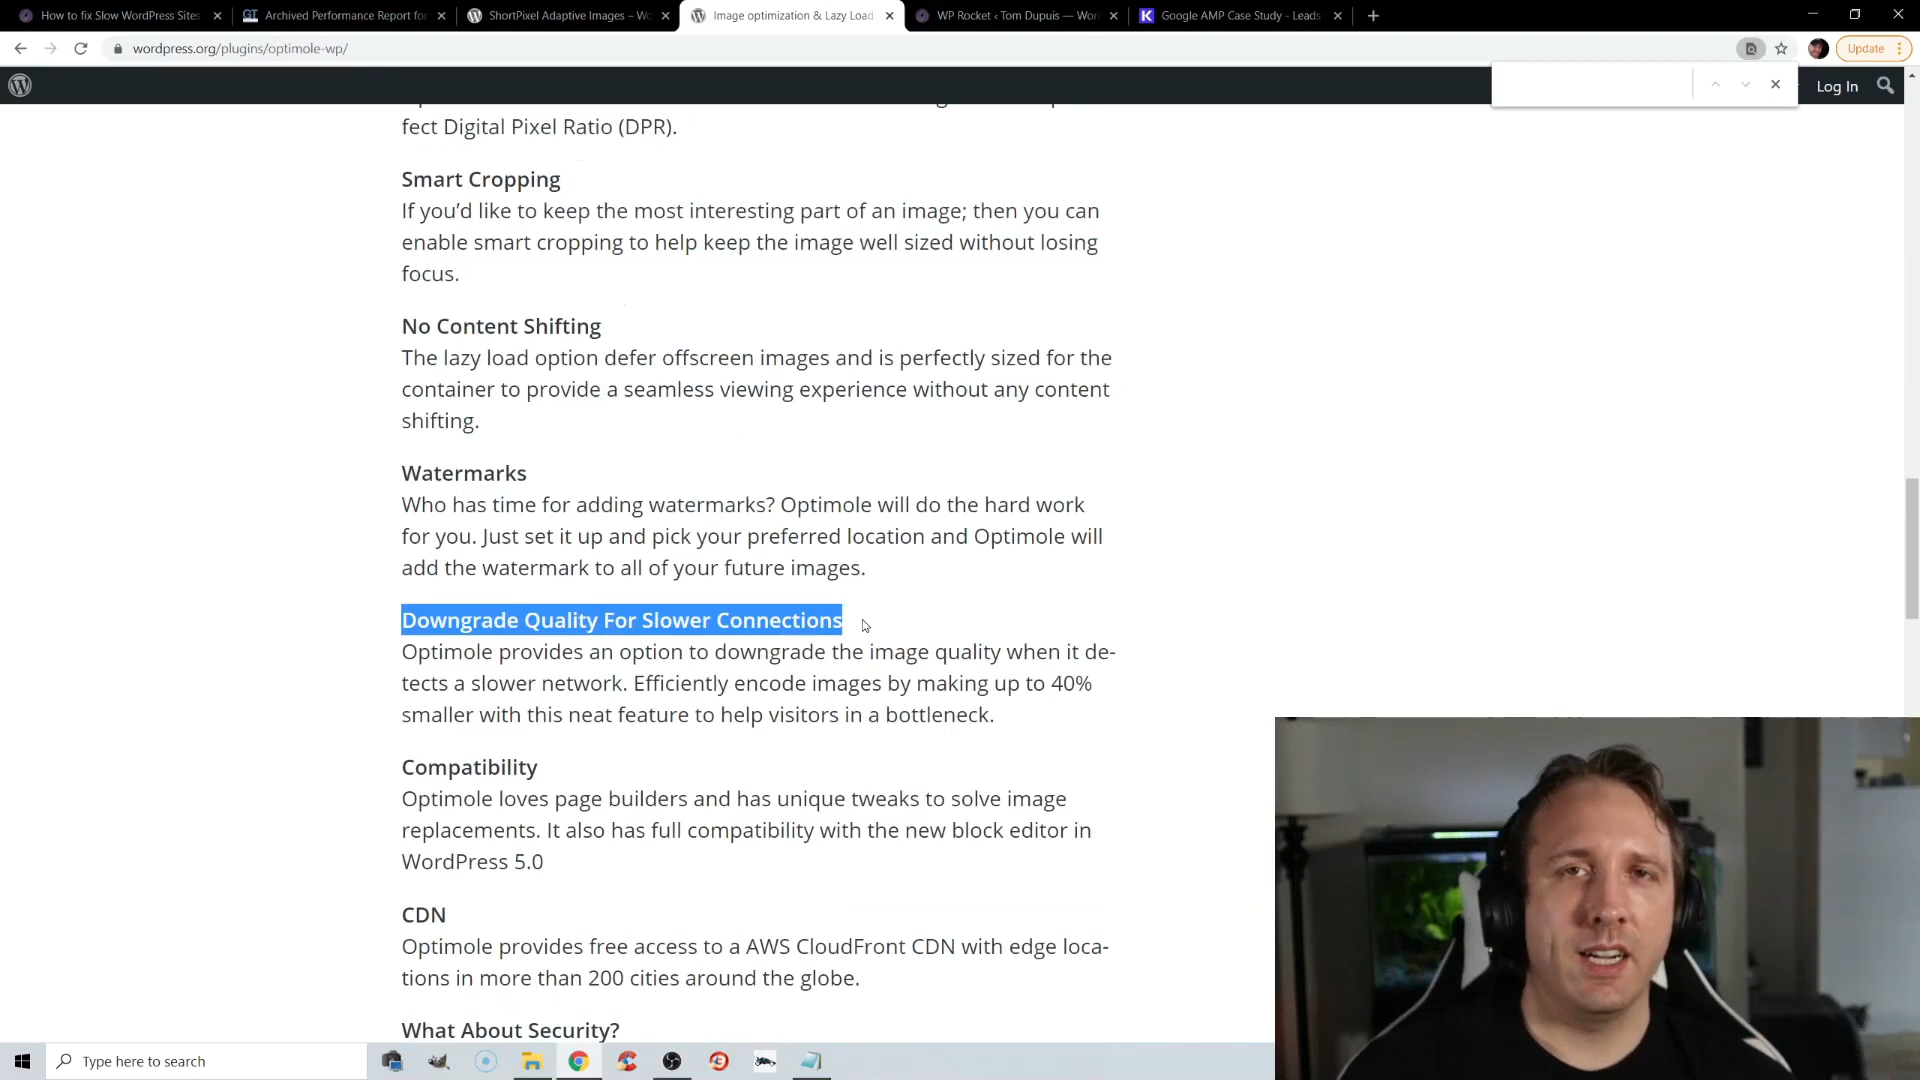 How to fix Slow WordPress Sites
GT Archived Performance Report for
ShortPixel Adaptive Images – Wo
Image optimization & Lazy Load
WP Rocket ‹ Tom Dupuis — Wor
K Google AMP Case Study - Leads
wordpress.org/plugins/optimole-wp/
Update
Log In
fect Digital Pixel Ratio (DPR).
Smart Cropping
If you’d like to keep the most interesting part of an image; then you can
enable smart cropping to help keep the image well sized without losing
focus.
No Content Shifting
The lazy load option defer offscreen images and is perfectly sized for the
container to provide a seamless viewing experience without any content
shifting.
Watermarks
Who has time for adding watermarks? Optimole will do the hard work
for you. Just set it up and pick your preferred location and Optimole will
add the watermark to all of your future images.
Downgrade Quality For Slower Connections
Optimole provides an option to downgrade the image quality when it de-
tects a slower network. Efficiently encode images by making up to 40%
smaller with this neat feature to help visitors in a bottleneck.
Compatibility
Optimole loves page builders and has unique tweaks to solve image
replacements. It also has full compatibility with the new block editor in
WordPress 5.0
CDN
Optimole provides free access to a AWS CloudFront CDN with edge loca-
tions in more than 200 cities around the globe.
What About Security?
Type here to search